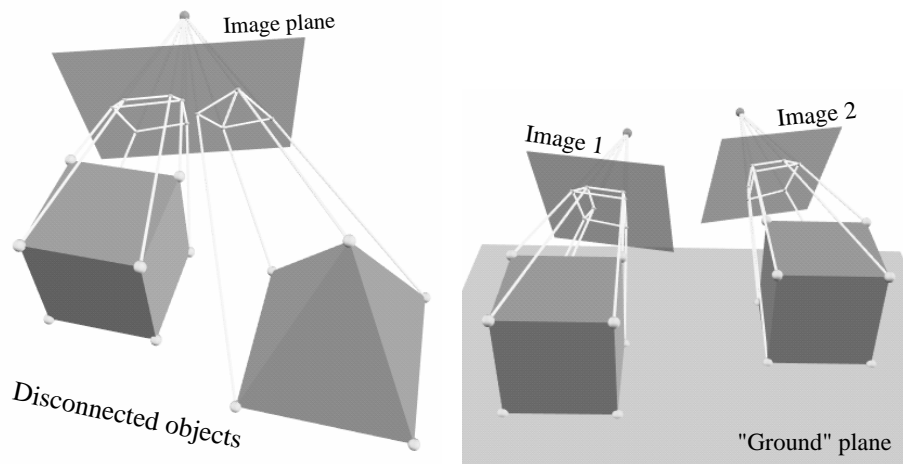 Image plane
Disconnected objects
Image 1
Image 2
"Ground" plane